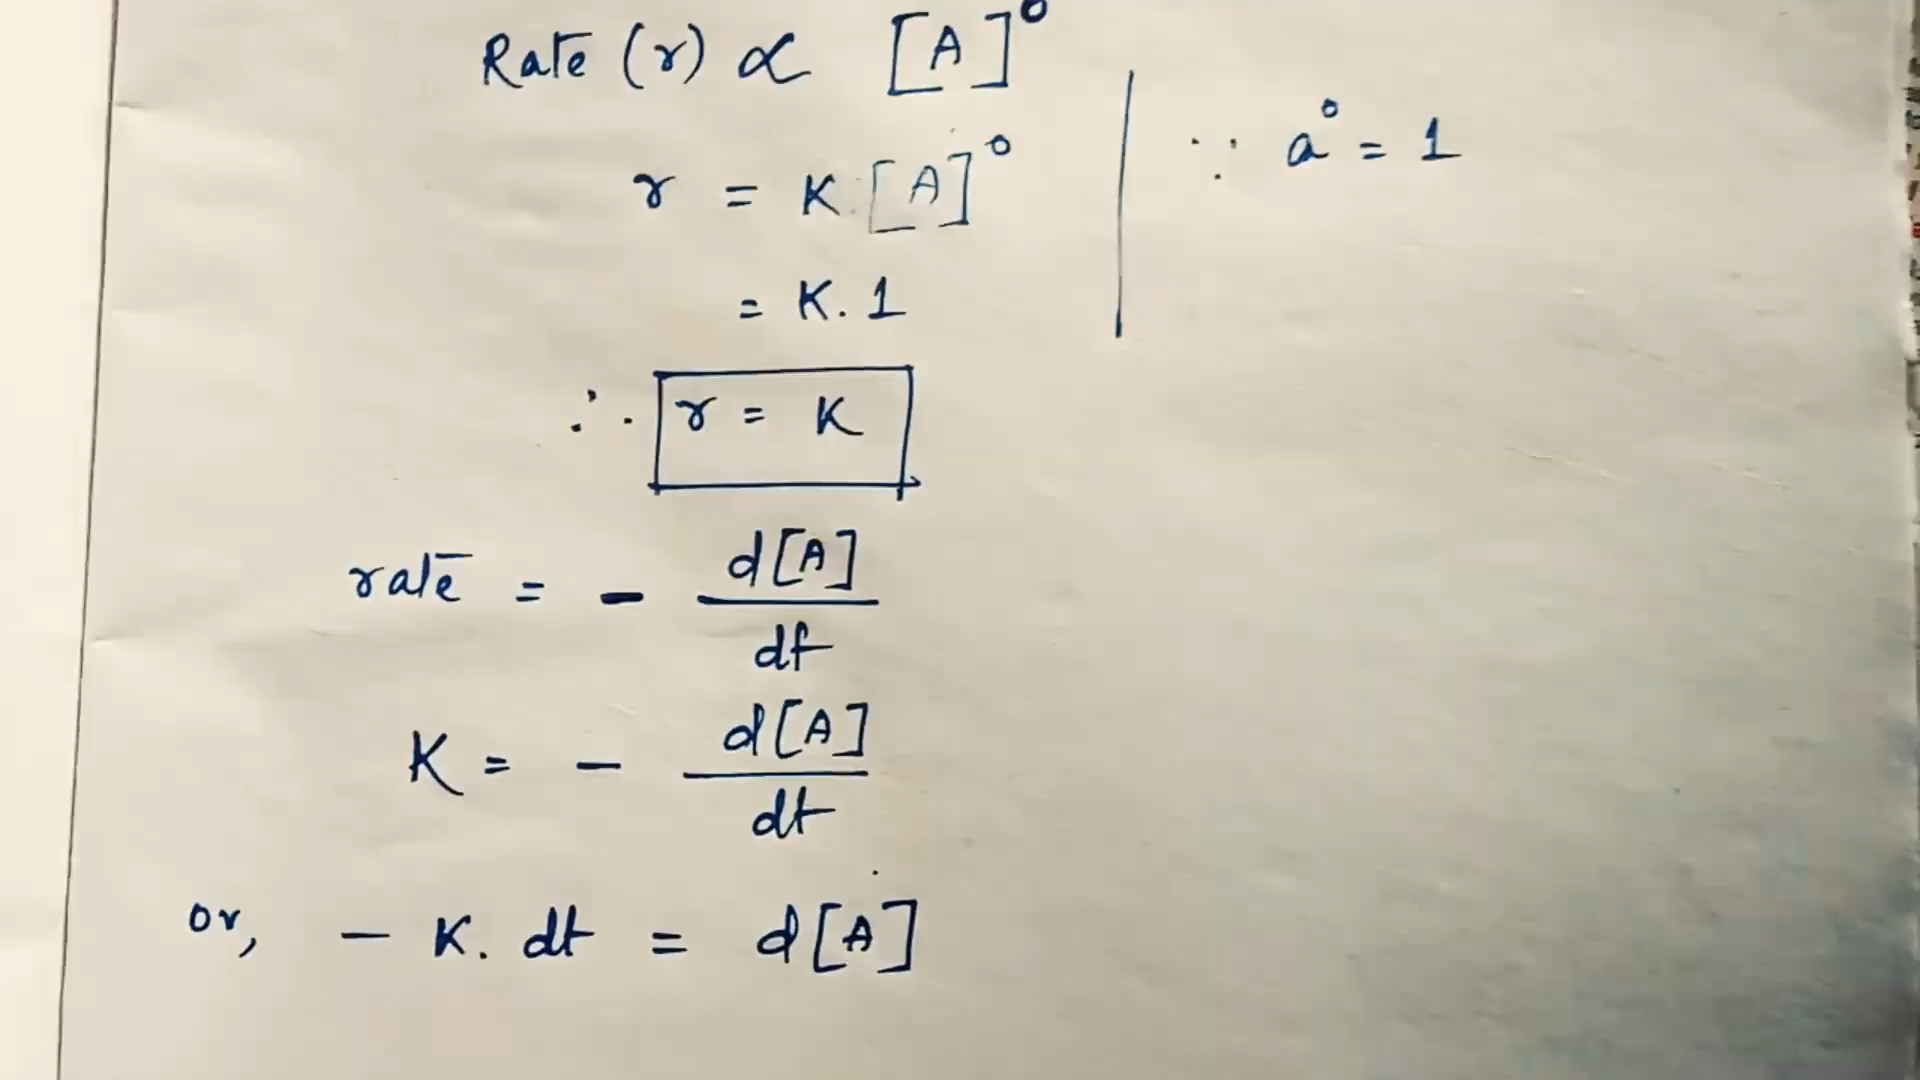 Rate (r) ∝ [A]⁰
r = K.[A]⁰
∵ a⁰ = 1
= K. 1
∴ r = K
rate = - d[A]/dt
K = - d[A]/dt
or, - K. dt = d[A]